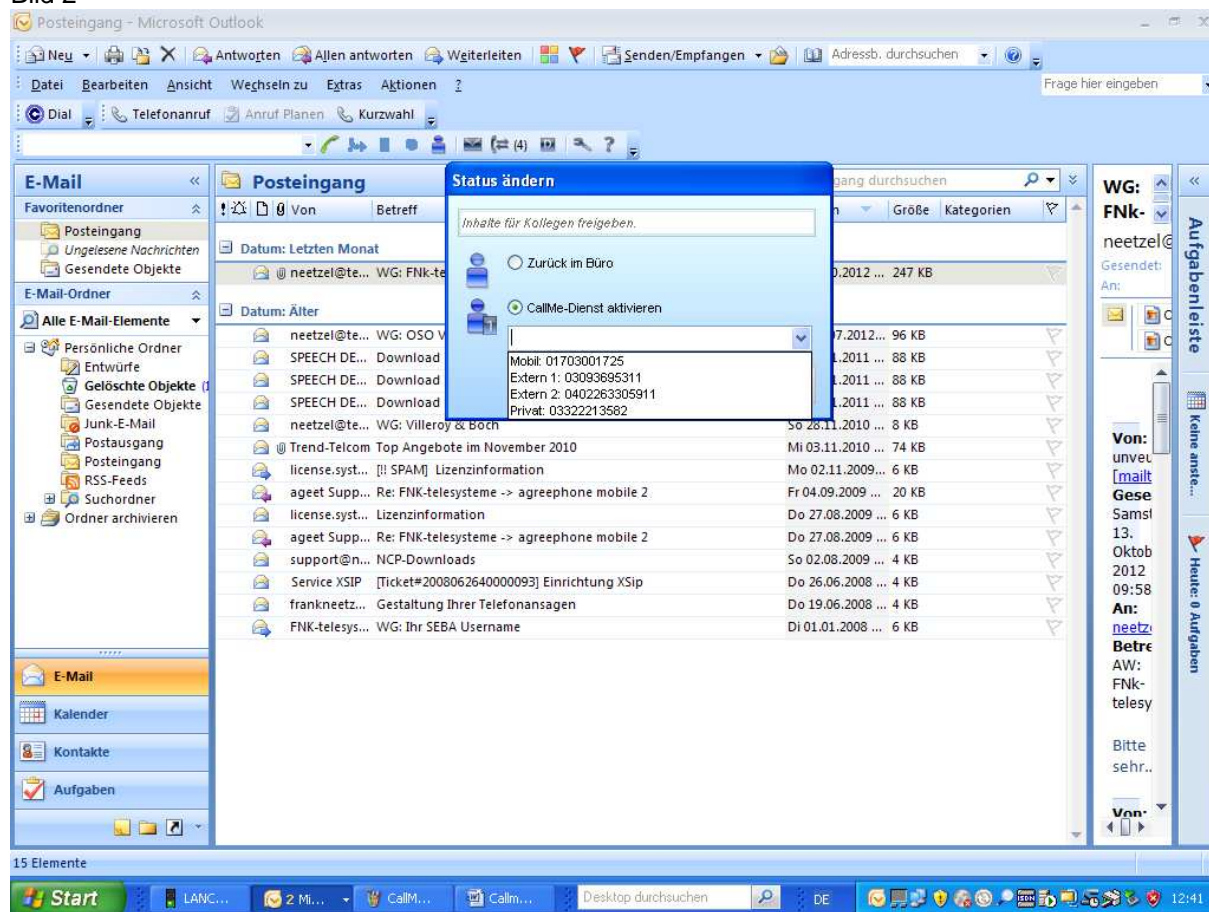 Posteingang - Microsoft Outlook
Neu Antworten Allen antworten Weiterleiten Senden/Empfangen Adressb. durchsuchen
Datei Bearbeiten Ansicht Wechseln zu Extras Aktionen ?
Frage hier eingeben
Dial Telefonanruf Anruf Planen Kurzwahl
(4)
E-Mail
Favoritenordner
Posteingang
Ungelesene Nachrichten
Gesendete Objekte
E-Mail-Ordner
Alle E-Mail-Elemente
Persönliche Ordner
Entwürfe
Gelöschte Objekte
Gesendete Objekte
Junk-E-Mail
Postausgang
Posteingang
RSS-Feeds
Suchordner
Ordner archivieren
E-Mail
Kalender
Kontakte
Aufgaben
Posteingang
durchsuchen
Von Betreff Größe Kategorien
Datum: Letzten Monat
neetzel@te... WG: FNk-te .2012 ... 247 KB
Datum: Älter
neetzel@te... WG: OSO 07.2012... 96 KB
SPEECH DE... Download .2011 ... 88 KB
SPEECH DE... Download .2011 ... 88 KB
SPEECH DE... Download .2011 ... 88 KB
neetzel@te... WG: Villeroy & Boch So 28.11.2010 ... 8 KB
Trend-Telcom Top Angebote im November 2010 Mi 03.11.2010 ... 74 KB
license.syst... [!! SPAM] Lizenzinformation Mo 02.11.2009... 6 KB
ageet Supp... Re: FNK-telesysteme -> agreephone mobile 2 Fr 04.09.2009 ... 20 KB
license.syst... Lizenzinformation Do 27.08.2009 ... 6 KB
ageet Supp... Re: FNK-telesysteme -> agreephone mobile 2 Do 27.08.2009 ... 6 KB
support@n... NCP-Downloads So 02.08.2009 ... 4 KB
Service XSIP [Ticket#2008062640000093] Einrichtung XSip Do 26.06.2008 ... 4 KB
frankneetz... Gestaltung Ihrer Telefonansagen Do 19.06.2008 ... 4 KB
FNK-telesys... WG: Ihr SEBA Username Di 01.01.2008 ... 6 KB
Status ändern
Inhalte für Kollegen freigeben.
Zurück im Büro
CallMe-Dienst aktivieren
Mobil: 01703001725
Extern 1: 03093695311
Extern 2: 0402263305911
Privat: 03322213582
WG:
FNk-
neetzel@
Gesendet:
An:
Von:
[mailt
Gese
Samst
13.
Oktob
2012
09:58
An:
neetz
Betre
AW:
FNk-
telesy
Bitte
sehr..
Von:
Aufgabenleiste
Keine anste...
Heute: 0 Aufgaben
15 Elemente
Start LANC... 2 Mi... CallM... Callm... Desktop durchsuchen DE 12:41